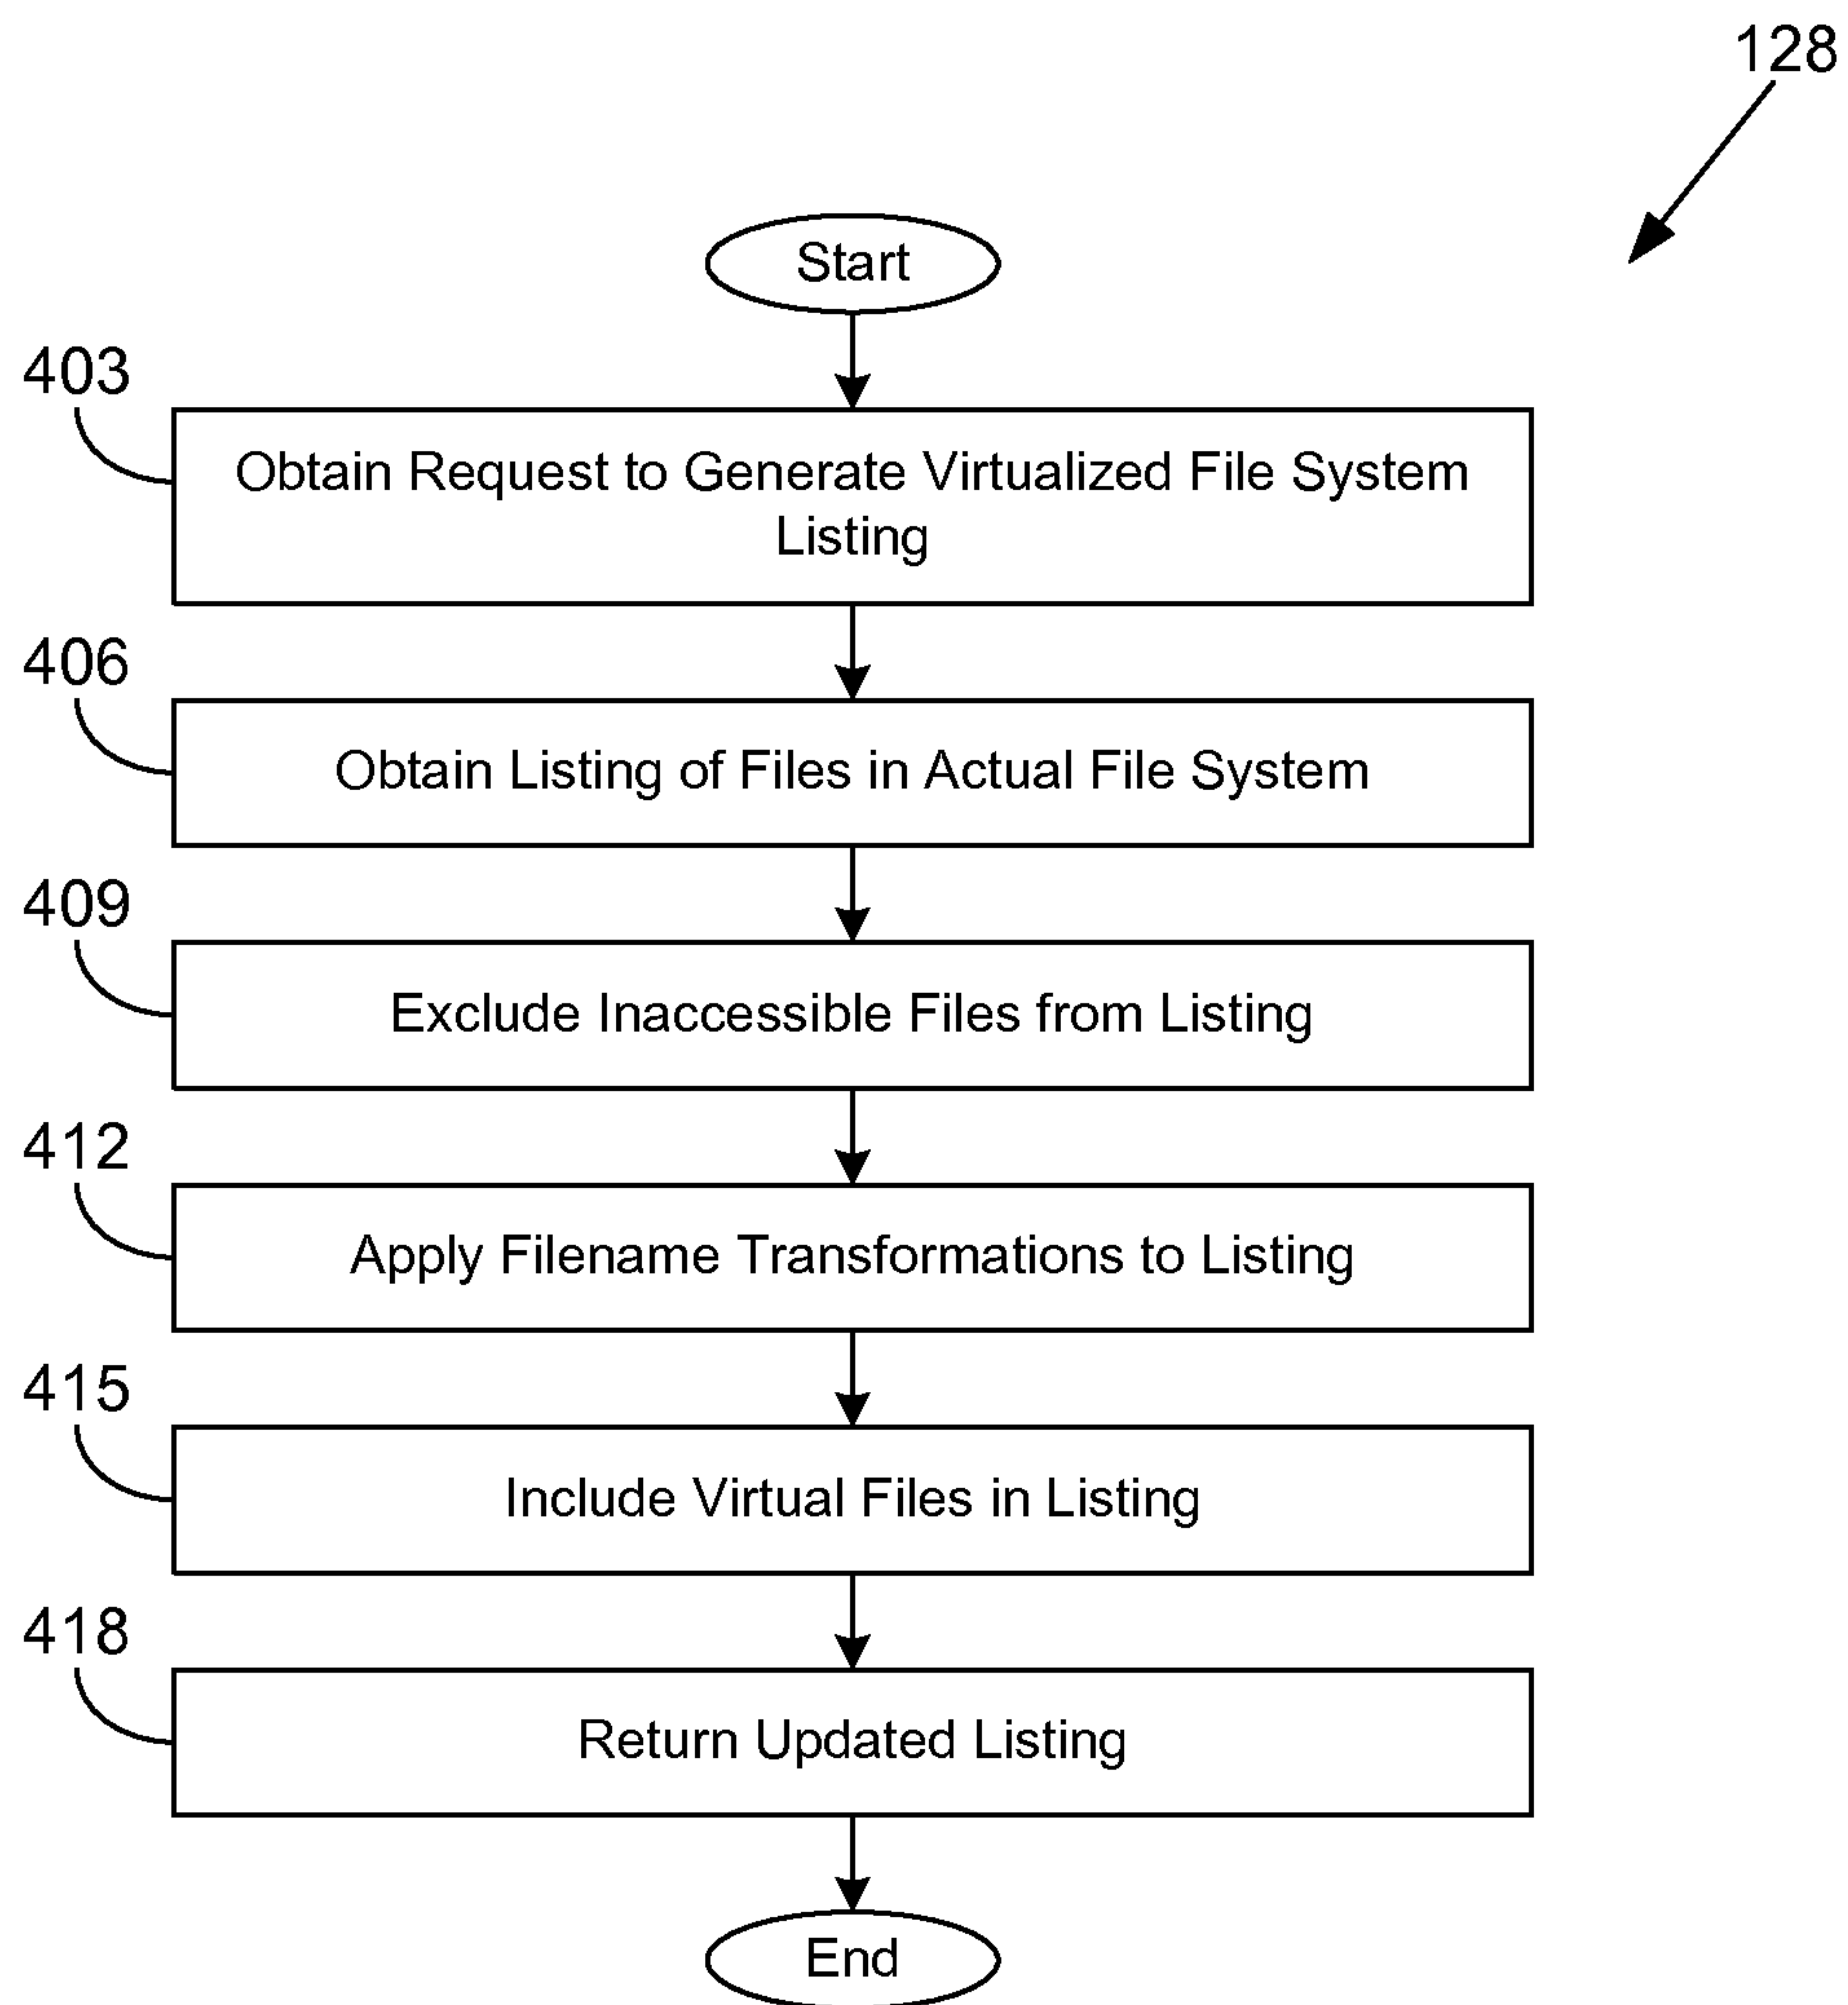 128
Start
403
Obtain Request to Generate Virtualized File System
Listing
406
Obtain Listing of Files in Actual File System
409
Exclude Inaccessible Files from Listing
412
Apply Filename Transformations to Listing
415
Include Virtual Files in Listing
418
Return Updated Listing
End